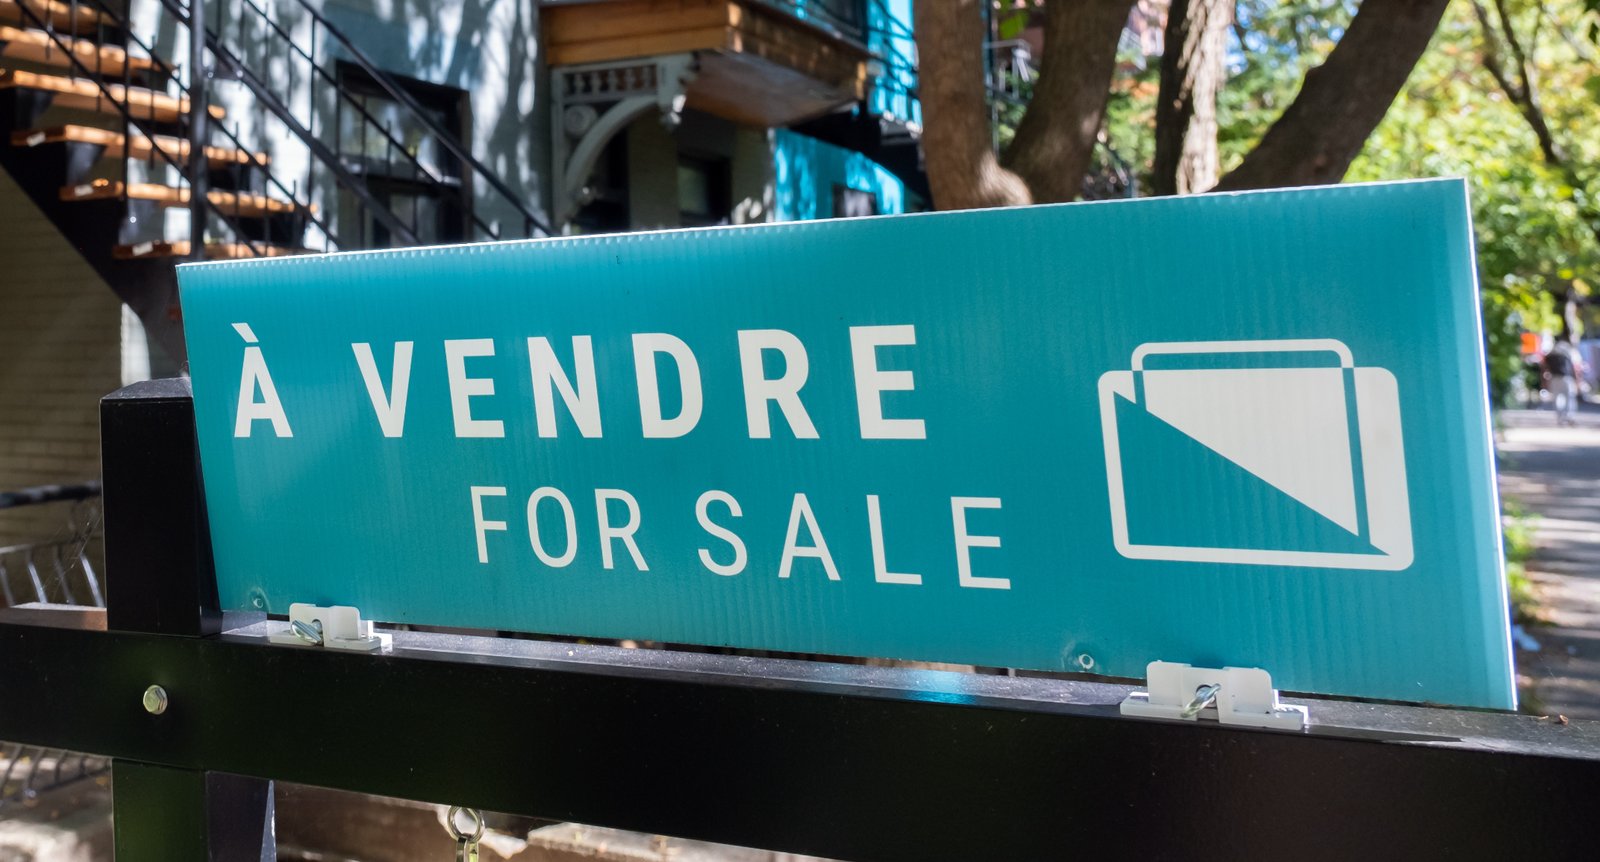 À VENDRE
FOR SALE